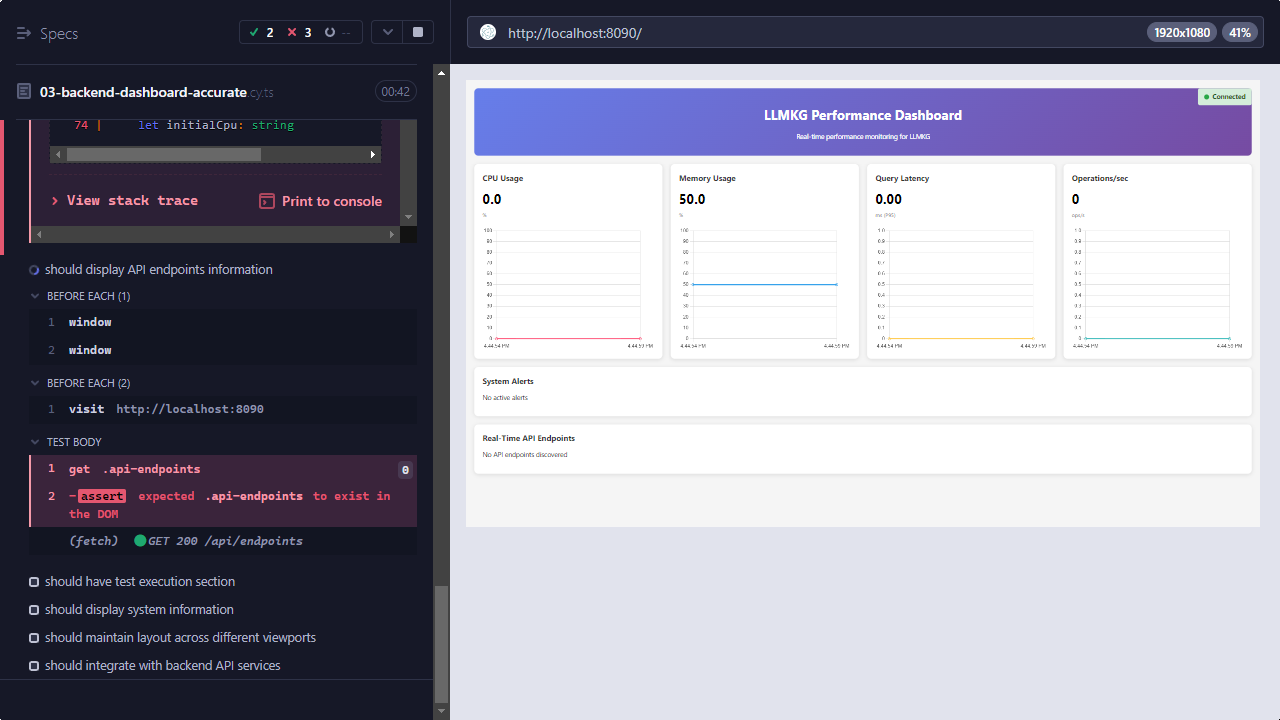 Specs
2
3
--
03-backend-dashboard-accurate.cy.ts
00:42
74 | let initialCpu: string
View stack trace
Print to console
should display API endpoints information
BEFORE EACH (1)
1 window
2 window
BEFORE EACH (2)
1 visit http://localhost:8090
TEST BODY
1 get .api-endpoints 0
2 -assert expected .api-endpoints to exist in
the DOM
(fetch) GET 200 /api/endpoints
should have test execution section
should display system information
should maintain layout across different viewports
should integrate with backend API services
http://localhost:8090/
1920x1080
41%
Connected
LLMKG Performance Dashboard
Real-time performance monitoring for LLMKG
CPU Usage
0.0
%
100
90
80
70
60
50
40
30
20
10
0
4:44:54 PM
4:44:59 PM
Memory Usage
50.0
%
100
90
80
70
60
50
40
30
20
10
0
4:44:54 PM
4:44:59 PM
Query Latency
0.00
ms (P95)
1.0
0.9
0.8
0.7
0.6
0.5
0.4
0.3
0.2
0.1
0
4:44:54 PM
4:44:59 PM
Operations/sec
0
ops/s
1.0
0.9
0.8
0.7
0.6
0.5
0.4
0.3
0.2
0.1
0
4:44:54 PM
4:44:59 PM
System Alerts
No active alerts
Real-Time API Endpoints
No API endpoints discovered